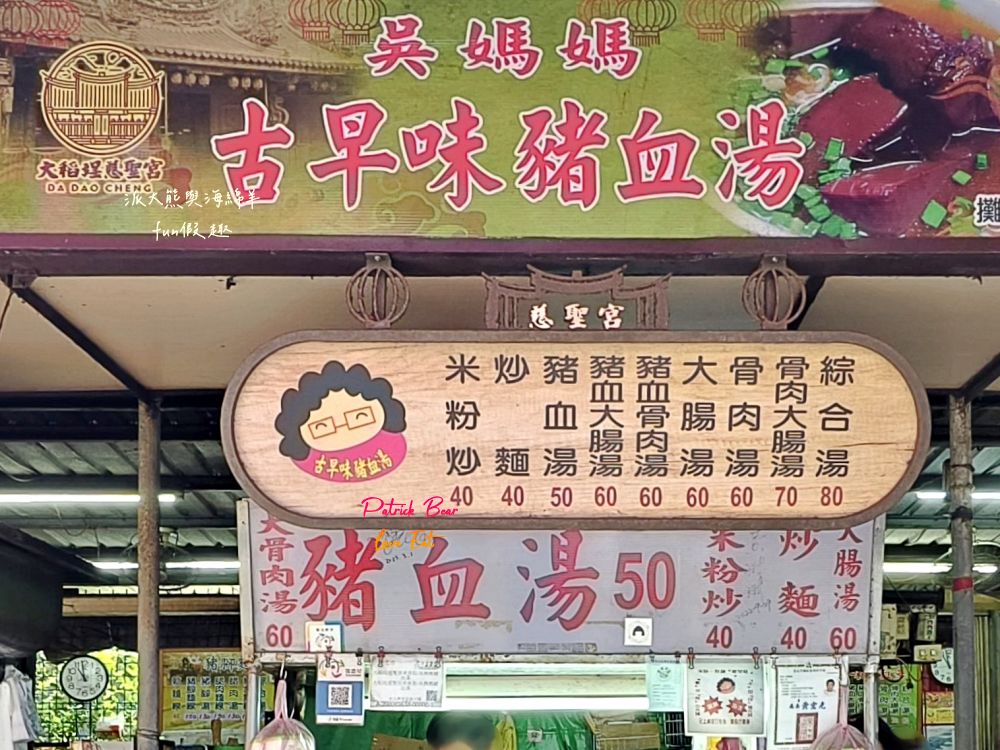 吳媽媽
古早味豬血湯
大稻埕慈聖宮
DA DAO CHENG
派大熊與海綿羊
fun假趣
攤
慈聖宮
米粉炒 40
炒麵 40
豬血湯 50
豬血大腸湯 60
豬血骨肉湯 60
大腸湯 60
骨肉湯 60
骨肉大腸湯 70
綜合湯 80
古早味豬血湯
Patrick Bear
大骨肉湯 60
豬血湯 50
米粉炒 40
炒麵 40
大腸湯 60